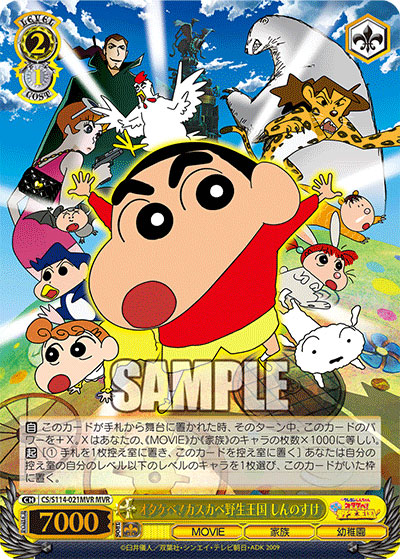 LEVEL
2
1
COST
SAMPLE
自 このカードが手札から舞台に置かれた時、そのターン中、このカードのパ
ワーを+X。Xはあなたの、《MOVIE》か《家族》のキャラの枚数×1000に等しい。
起 [① 手札を1枚控え室に置き、このカードを控え室に置く] あなたは自分の
控え室の自分のレベル以下のレベルのキャラを1枚選び、このカードがいた枠
に置く。
CH CS/S114-021MVR MVR
オタケベ!カスカベ野生王国 しんのすけ
7000
MOVIE 家族 幼稚園
©臼井儀人/双葉社・シンエイ・テレビ朝日・ADK 2009